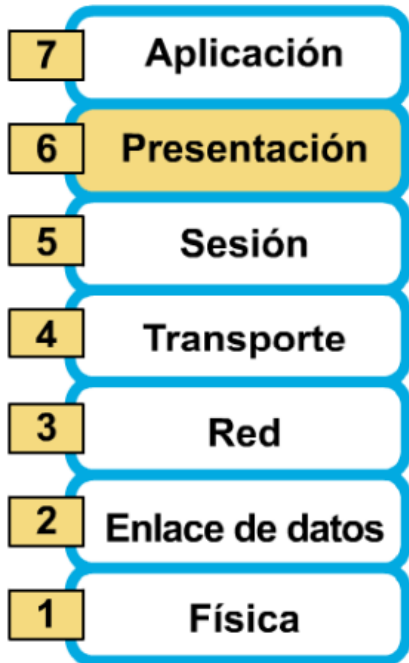 7 Aplicación
6 Presentación
5 Sesión
4 Transporte
3 Red
2 Enlace de datos
1 Física